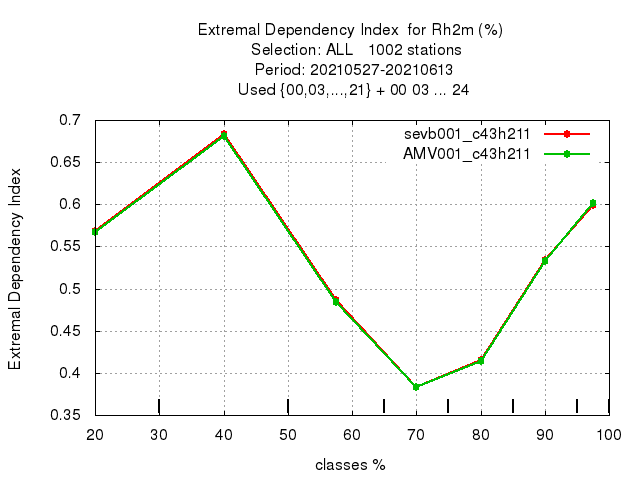 Extremal Dependency Index  for Rh2m (%)
Selection: ALL   1002 stations
Period: 20210527-20210613
Used {00,03,...,21} + 00 03 ... 24
sevb001_c43h211
AMV001_c43h211
Extremal Dependency Index
0.7
0.65
0.6
0.55
0.5
0.45
0.4
0.35
20 30 40 50 60 70 80 90 100
classes %